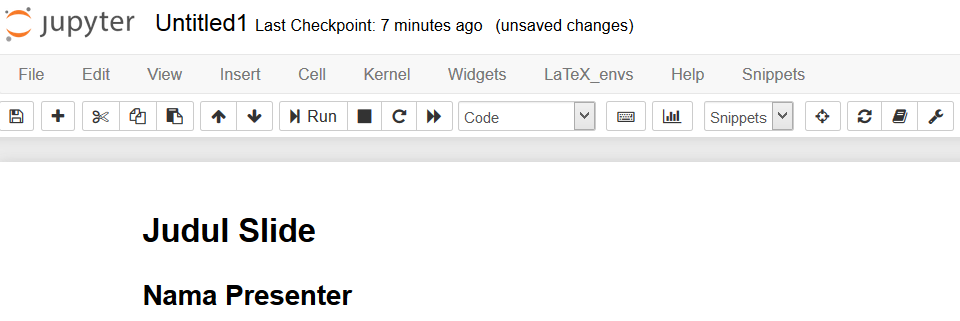 jupyter Untitled1 Last Checkpoint: 7 minutes ago (unsaved changes)
File Edit View Insert Cell Kernel Widgets LaTeX_envs Help Snippets
Run Code Snippets
Judul Slide
Nama Presenter